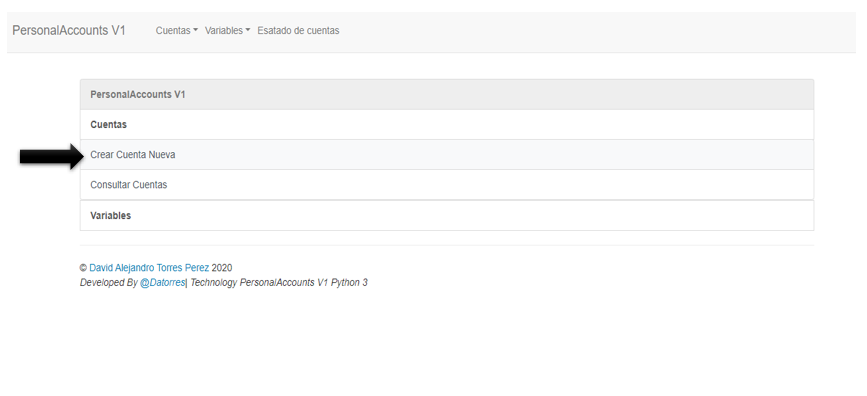 PersonalAccounts V1 Cuentas Variables Esatado de cuentas
PersonalAccounts V1
Cuentas
Crear Cuenta Nueva
Consultar Cuentas
Variables
© David Alejandro Torres Perez 2020
Developed By @Datorres| Technology PersonalAccounts V1 Python 3